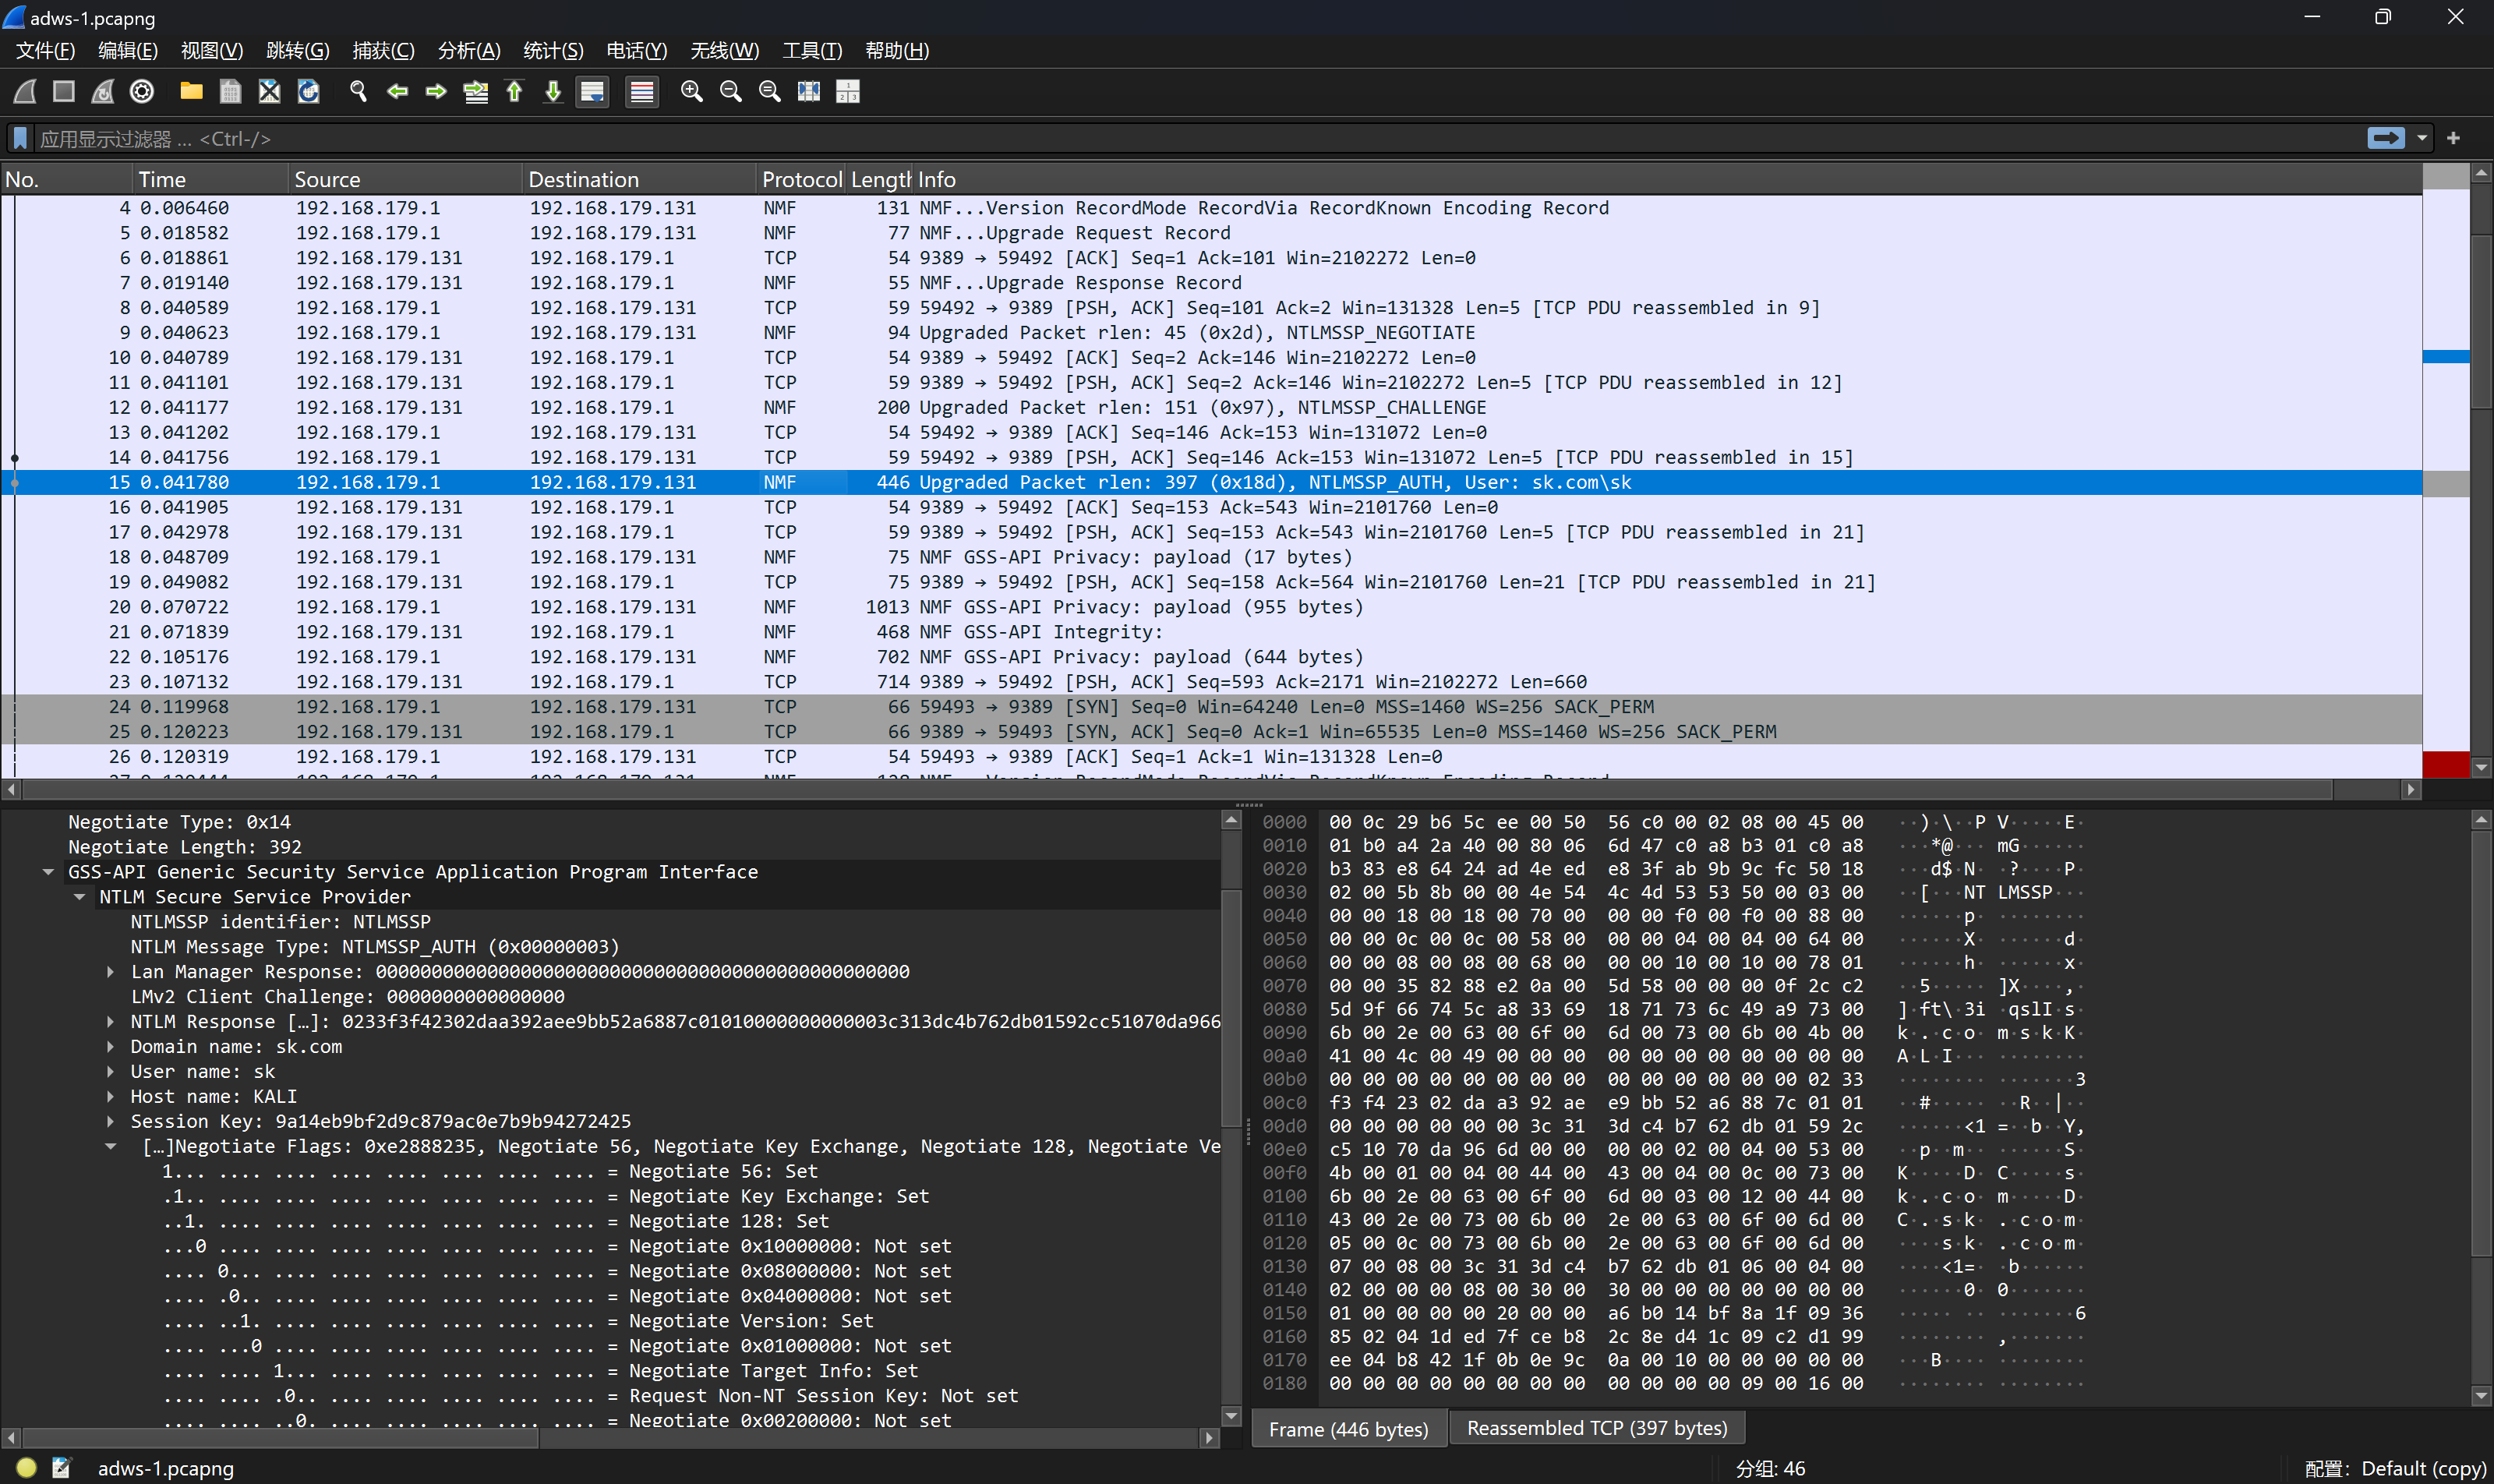 adws-1.pcapng
文件(F) 编辑(E) 视图(V) 跳转(G) 捕获(C) 分析(A) 统计(S) 电话(Y) 无线(W) 工具(T) 帮助(H)
应用显示过滤器 … <Ctrl-/>
No. Time Source Destination Protocol Length Info
4 0.006460 192.168.179.1 192.168.179.131 NMF 131 NMF...Version RecordMode RecordVia RecordKnown Encoding Record
5 0.018582 192.168.179.1 192.168.179.131 NMF 77 NMF...Upgrade Request Record
6 0.018861 192.168.179.131 192.168.179.1 TCP 54 9389 → 59492 [ACK] Seq=1 Ack=101 Win=2102272 Len=0
7 0.019140 192.168.179.131 192.168.179.1 NMF 55 NMF...Upgrade Response Record
8 0.040589 192.168.179.1 192.168.179.131 TCP 59 59492 → 9389 [PSH, ACK] Seq=101 Ack=2 Win=131328 Len=5 [TCP PDU reassembled in 9]
9 0.040623 192.168.179.1 192.168.179.131 NMF 94 Upgraded Packet rlen: 45 (0x2d), NTLMSSP_NEGOTIATE
10 0.040789 192.168.179.131 192.168.179.1 TCP 54 9389 → 59492 [ACK] Seq=2 Ack=146 Win=2102272 Len=0
11 0.041101 192.168.179.131 192.168.179.1 TCP 59 9389 → 59492 [PSH, ACK] Seq=2 Ack=146 Win=2102272 Len=5 [TCP PDU reassembled in 12]
12 0.041177 192.168.179.131 192.168.179.1 NMF 200 Upgraded Packet rlen: 151 (0x97), NTLMSSP_CHALLENGE
13 0.041202 192.168.179.1 192.168.179.131 TCP 54 59492 → 9389 [ACK] Seq=146 Ack=153 Win=131072 Len=0
14 0.041756 192.168.179.1 192.168.179.131 TCP 59 59492 → 9389 [PSH, ACK] Seq=146 Ack=153 Win=131072 Len=5 [TCP PDU reassembled in 15]
15 0.041780 192.168.179.1 192.168.179.131 NMF 446 Upgraded Packet rlen: 397 (0x18d), NTLMSSP_AUTH, User: sk.com\sk
16 0.041905 192.168.179.131 192.168.179.1 TCP 54 9389 → 59492 [ACK] Seq=153 Ack=543 Win=2101760 Len=0
17 0.042978 192.168.179.131 192.168.179.1 TCP 59 9389 → 59492 [PSH, ACK] Seq=153 Ack=543 Win=2101760 Len=5 [TCP PDU reassembled in 21]
18 0.048709 192.168.179.1 192.168.179.131 NMF 75 NMF GSS-API Privacy: payload (17 bytes)
19 0.049082 192.168.179.131 192.168.179.1 TCP 75 9389 → 59492 [PSH, ACK] Seq=158 Ack=564 Win=2101760 Len=21 [TCP PDU reassembled in 21]
20 0.070722 192.168.179.1 192.168.179.131 NMF 1013 NMF GSS-API Privacy: payload (955 bytes)
21 0.071839 192.168.179.131 192.168.179.1 NMF 468 NMF GSS-API Integrity:
22 0.105176 192.168.179.1 192.168.179.131 NMF 702 NMF GSS-API Privacy: payload (644 bytes)
23 0.107132 192.168.179.131 192.168.179.1 TCP 714 9389 → 59492 [PSH, ACK] Seq=593 Ack=2171 Win=2102272 Len=660
24 0.119968 192.168.179.1 192.168.179.131 TCP 66 59493 → 9389 [SYN] Seq=0 Win=64240 Len=0 MSS=1460 WS=256 SACK_PERM
25 0.120223 192.168.179.131 192.168.179.1 TCP 66 9389 → 59493 [SYN, ACK] Seq=0 Ack=1 Win=65535 Len=0 MSS=1460 WS=256 SACK_PERM
26 0.120319 192.168.179.1 192.168.179.131 TCP 54 59493 → 9389 [ACK] Seq=1 Ack=1 Win=131328 Len=0
Negotiate Type: 0x14
Negotiate Length: 392
GSS-API Generic Security Service Application Program Interface
NTLM Secure Service Provider
NTLMSSP identifier: NTLMSSP
NTLM Message Type: NTLMSSP_AUTH (0x00000003)
Lan Manager Response: 000000000000000000000000000000000000000000000000
LMv2 Client Challenge: 0000000000000000
NTLM Response […]: 0233f3f42302daa392aee9bb52a6887c01010000000000003c313dc4b762db01592cc51070da966
Domain name: sk.com
User name: sk
Host name: KALI
Session Key: 9a14eb9bf2d9c879ac0e7b9b94272425
[…]Negotiate Flags: 0xe2888235, Negotiate 56, Negotiate Key Exchange, Negotiate 128, Negotiate Ve
1... .... .... .... .... .... .... .... = Negotiate 56: Set
.1.. .... .... .... .... .... .... .... = Negotiate Key Exchange: Set
..1. .... .... .... .... .... .... .... = Negotiate 128: Set
...0 .... .... .... .... .... .... .... = Negotiate 0x10000000: Not set
.... 0... .... .... .... .... .... .... = Negotiate 0x08000000: Not set
.... .0.. .... .... .... .... .... .... = Negotiate 0x04000000: Not set
.... ..1. .... .... .... .... .... .... = Negotiate Version: Set
.... ...0 .... .... .... .... .... .... = Negotiate 0x01000000: Not set
.... .... 1... .... .... .... .... .... = Negotiate Target Info: Set
.... .... .0.. .... .... .... .... .... = Request Non-NT Session Key: Not set
.... .... ..0. .... .... .... .... .... = Negotiate 0x00200000: Not set
0000 00 0c 29 b6 5c ee 00 50 56 c0 00 02 08 00 45 00 ··)·\··P V·····E·
0010 01 b0 a4 2a 40 00 80 06 6d 47 c0 a8 b3 01 c0 a8 ···*@··· mG······
0020 b3 83 e8 64 24 ad 4e ed e8 3f ab 9b 9c fc 50 18 ···d$·N· ·?····P·
0030 02 00 5b 8b 00 00 4e 54 4c 4d 53 53 50 00 03 00 ··[···NT LMSSP···
0040 00 00 18 00 18 00 70 00 00 00 f0 00 f0 00 88 00 ······p· ········
0050 00 00 0c 00 0c 00 58 00 00 00 04 00 04 00 64 00 ······X· ······d·
0060 00 00 08 00 08 00 68 00 00 00 10 00 10 00 78 01 ······h· ······x·
0070 00 00 35 82 88 e2 0a 00 5d 58 00 00 00 0f 2c c2 ··5····· ]X····,·
0080 5d 9f 66 74 5c a8 33 69 18 71 73 6c 49 a9 73 00 ]·ft\·3i ·qslI·s·
0090 6b 00 2e 00 63 00 6f 00 6d 00 73 00 6b 00 4b 00 k·.·c·o· m·s·k·K·
00a0 41 00 4c 00 49 00 00 00 00 00 00 00 00 00 00 00 A·L·I··· ········
00b0 00 00 00 00 00 00 00 00 00 00 00 00 00 00 02 33 ········ ·······3
00c0 f3 f4 23 02 da a3 92 ae e9 bb 52 a6 88 7c 01 01 ··#····· ··R··|··
00d0 00 00 00 00 00 00 3c 31 3d c4 b7 62 db 01 59 2c ······<1 =··b··Y,
00e0 c5 10 70 da 96 6d 00 00 00 00 02 00 04 00 53 00 ··p··m·· ······S·
00f0 4b 00 01 00 04 00 44 00 43 00 04 00 0c 00 73 00 K·····D· C·····s·
0100 6b 00 2e 00 63 00 6f 00 6d 00 03 00 12 00 44 00 k·.·c·o· m·····D·
0110 43 00 2e 00 73 00 6b 00 2e 00 63 00 6f 00 6d 00 C·.·s·k· .·c·o·m·
0120 05 00 0c 00 73 00 6b 00 2e 00 63 00 6f 00 6d 00 ····s·k· .·c·o·m·
0130 07 00 08 00 3c 31 3d c4 b7 62 db 01 06 00 04 00 ····<1=· ·b······
0140 02 00 00 00 08 00 30 00 30 00 00 00 00 00 00 00 ······0· 0·······
0150 01 00 00 00 00 20 00 00 a6 b0 14 bf 8a 1f 09 36 ····· ·· ·······6
0160 85 02 04 1d ed 7f ce b8 2c 8e d4 1c 09 c2 d1 99 ········ ,·······
0170 ee 04 b8 42 1f 0b 0e 9c 0a 00 10 00 00 00 00 00 ···B···· ········
0180 00 00 00 00 00 00 00 00 00 00 00 00 09 00 16 00 ········ ········
Frame (446 bytes) Reassembled TCP (397 bytes)
adws-1.pcapng 分组: 46 配置: Default (copy)